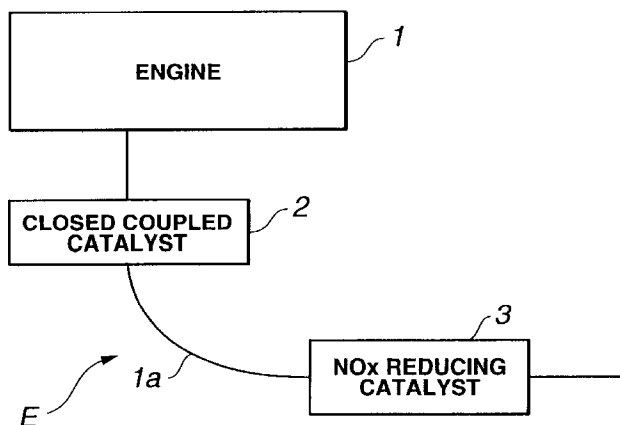 1
ENGINE
2
CLOSED COUPLED
CATALYST
3
1a
NOx REDUCING
CATALYST
E